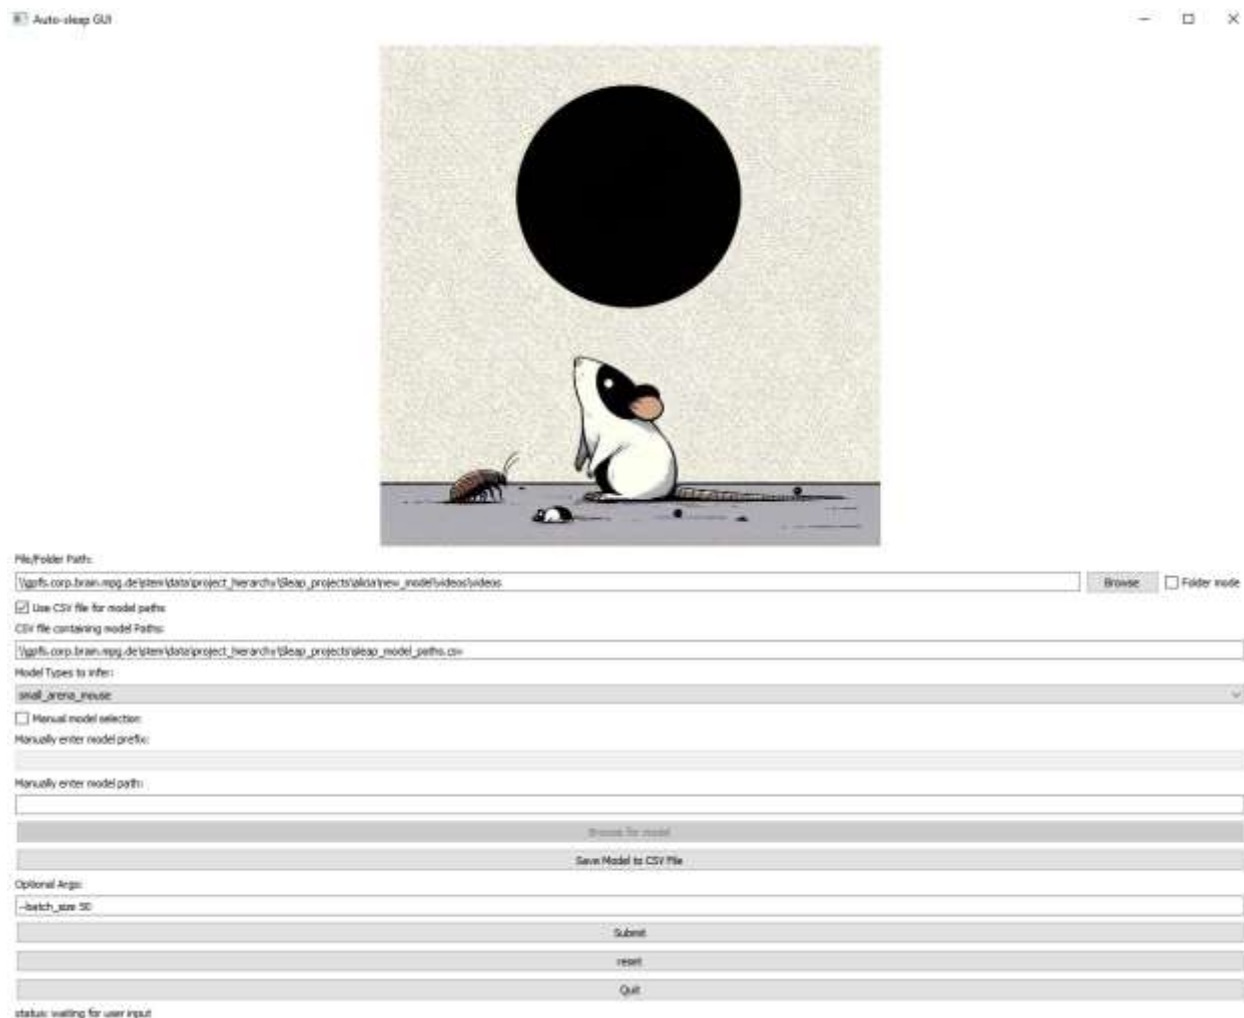 Auto-sleap GUI
File/Folder Path:
\\gpfs.corp.brain.mpg.de\stem\data\project_hierarchy\Sleap_projects\alicia\new_model\videos\videos
Browse
Folder mode
Use CSV file for model paths
CSV file containing model Paths:
\\gpfs.corp.brain.mpg.de\stem\data\project_hierarchy\Sleap_projects\sleap_model_paths.csv
Model Types to infer:
small_arena_mouse
Manual model selection
Manually enter model prefix:
Manually enter model path:
Browse for model
Save Model to CSV File
Optional Args:
--batch_size 50
Submit
reset
Quit
status: waiting for user input